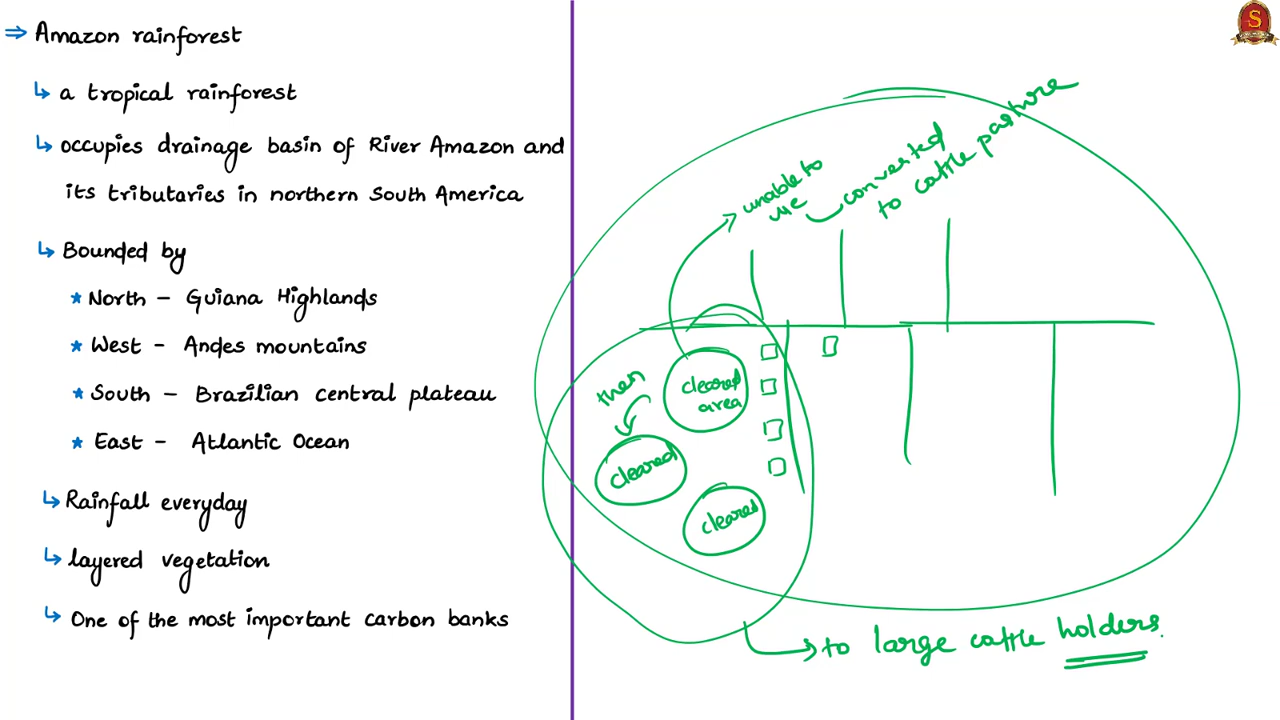 ⇒ Amazon rainforest
↳ a tropical rainforest
↳ occupies drainage basin of River Amazon and
its tributaries in northern South America
↳ Bounded by
* North – Guiana Highlands
* West – Andes mountains
* South – Brazilian central plateau
* East – Atlantic Ocean
↳ Rainfall everyday
↳ layered vegetation
↳ One of the most important carbon banks
S
unable to
use
converted
to cattle pasture
then
cleared
area
cleared
cleared
to large cattle holders.